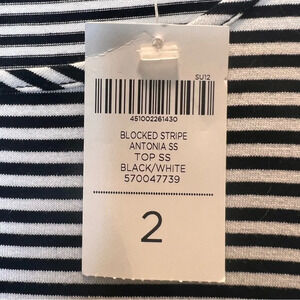 SU12
451002261430
BLOCKED STRIPE
ANTONIA SS
TOP SS
BLACK/WHITE
570047739
2